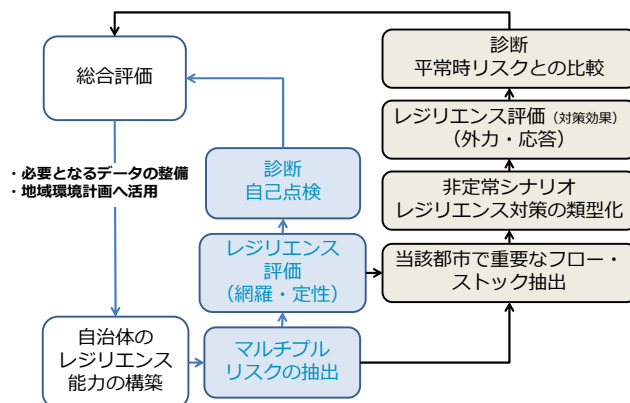 総合評価
・必要となるデータの整備
・地域環境計画へ活用
自治体の
レジリエンス
能力の構築
マルチプル
リスクの抽出
レジリエンス
評価
（網羅・定性）
診断
自己点検
当該都市で重要なフロー・
ストック抽出
非定常シナリオ
レジリエンス対策の類型化
レジリエンス評価（対策効果）
（外力・応答）
診断
平常時リスクとの比較